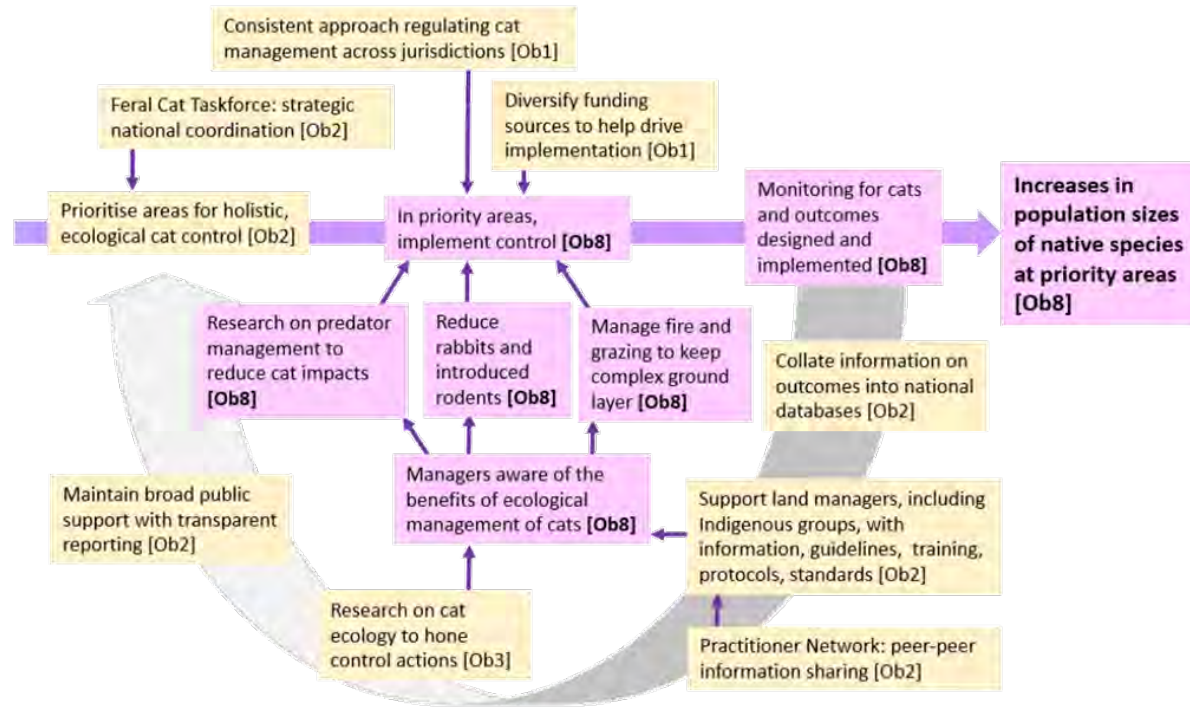 Consistent approach regulating cat
management across jurisdictions [Ob1]
Feral Cat Taskforce: strategic
national coordination [Ob2]
Diversify funding
sources to help drive
implementation [Ob1]
Prioritise areas for holistic,
ecological cat control [Ob2]
In priority areas,
implement control [Ob8]
Monitoring for cats
and outcomes
designed and
implemented [Ob8]
Increases in
population sizes
of native species
at priority areas
[Ob8]
Research on predator
management to
reduce cat impacts
[Ob8]
Reduce
rabbits and
introduced
rodents [Ob8]
Manage fire and
grazing to keep
complex ground
layer [Ob8]
Collate information on
outcomes into national
databases [Ob2]
Managers aware of the
benefits of ecological
management of cats [Ob8]
Maintain broad public
support with transparent
reporting [Ob2]
Support land managers, including
Indigenous groups, with
information, guidelines, training,
protocols, standards [Ob2]
Research on cat
ecology to hone
control actions [Ob3]
Practitioner Network: peer-peer
information sharing [Ob2]